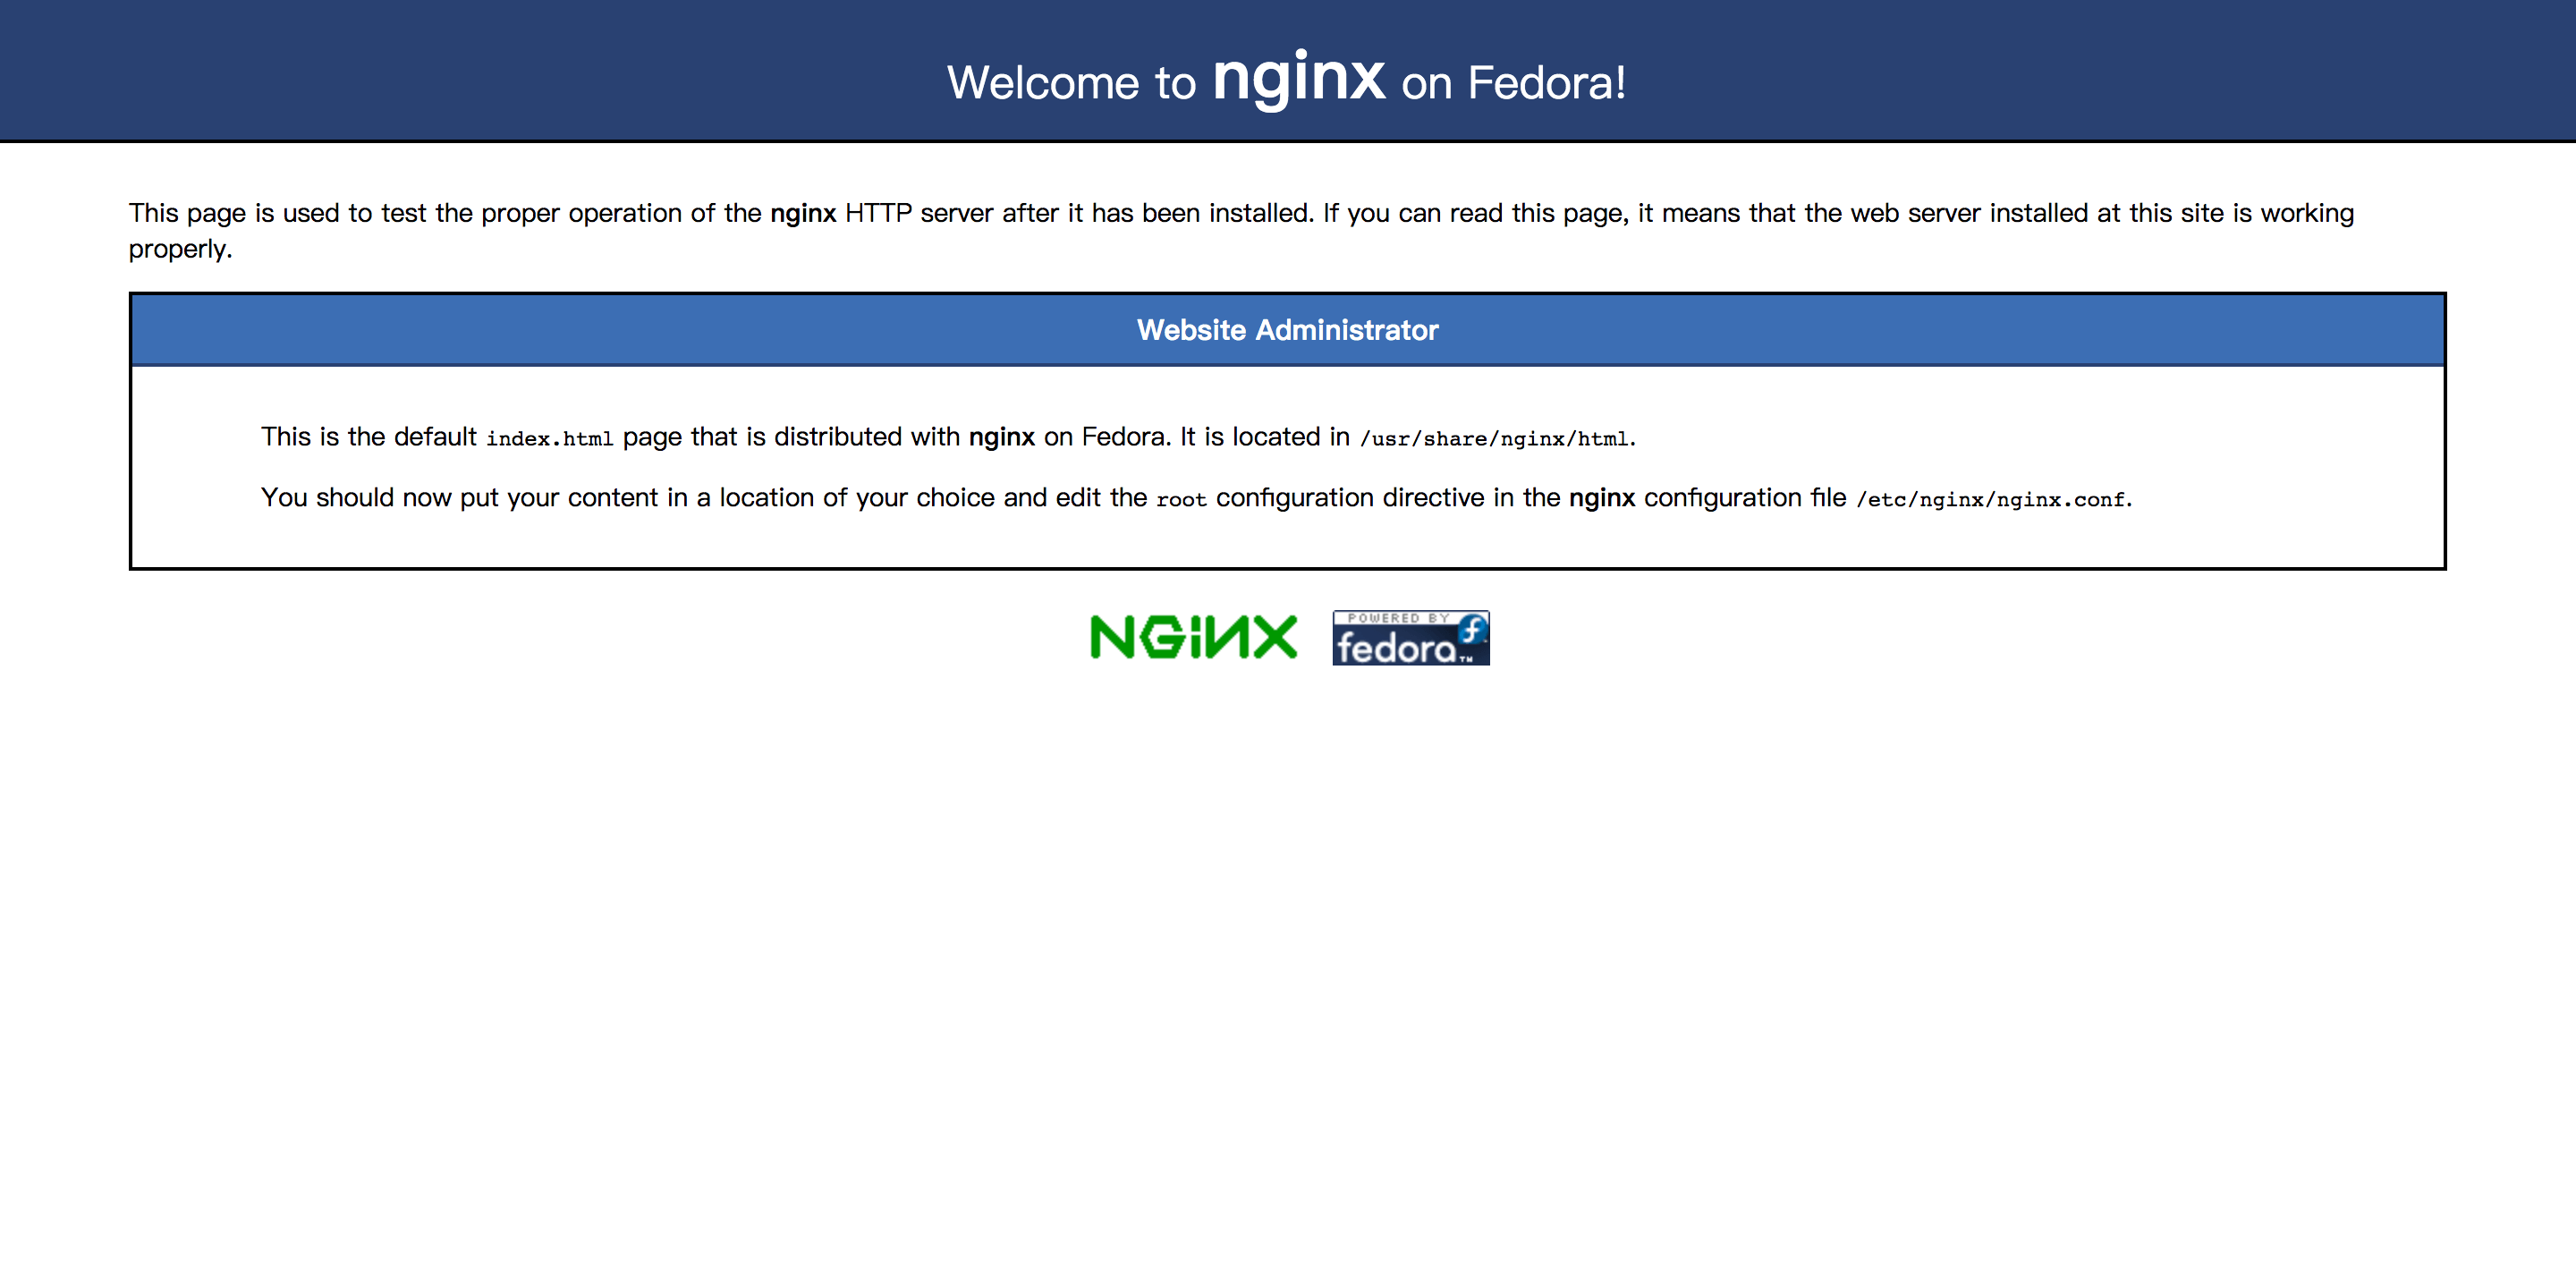 Welcome to nginx on Fedora!
This page is used to test the proper operation of the nginx HTTP server after it has been installed. If you can read this page, it means that the web server installed at this site is working
properly.
Website Administrator
This is the default index.html page that is distributed with nginx on Fedora. It is located in /usr/share/nginx/html.
You should now put your content in a location of your choice and edit the root configuration directive in the nginx configuration file /etc/nginx/nginx.conf.
NGINX
POWERED BY
fedora™